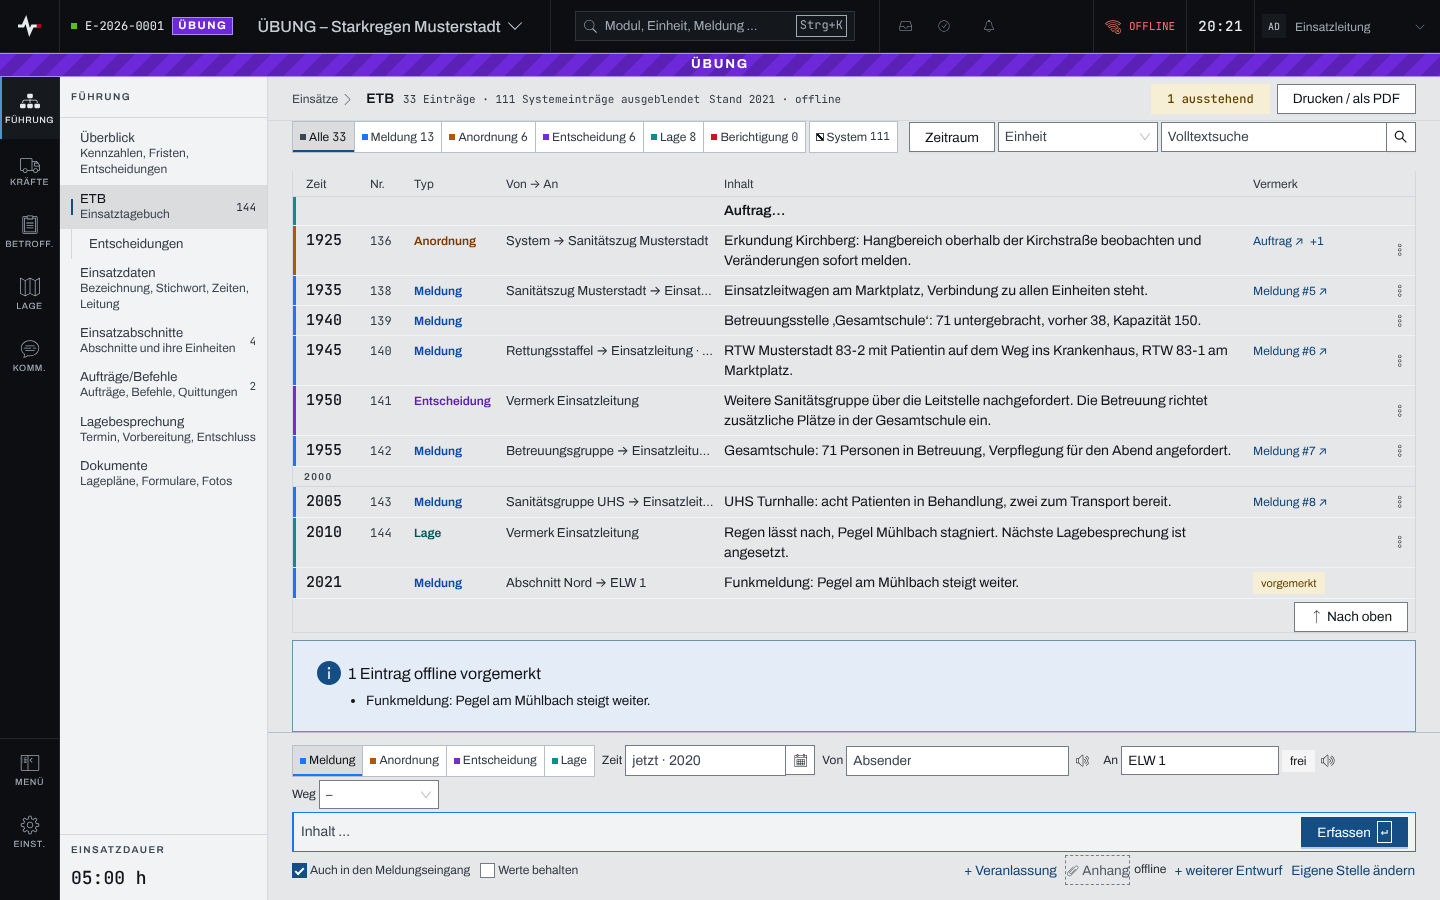 E-2026-0001 ÜBUNG ÜBUNG – Starkregen Musterstadt Modul, Einheit, Meldung ... Strg+K OFFLINE 20:21 AD Einsatzleitung
ÜBUNG
FÜHRUNG
KRÄFTE
BETROFF.
LAGE
KOMM.
MENÜ
EINST.
FÜHRUNG
Überblick
Kennzahlen, Fristen,
Entscheidungen
ETB
Einsatztagebuch 144
Entscheidungen
Einsatzdaten
Bezeichnung, Stichwort, Zeiten,
Leitung
Einsatzabschnitte
Abschnitte und ihre Einheiten 4
Aufträge/Befehle
Aufträge, Befehle, Quittungen 2
Lagebesprechung
Termin, Vorbereitung, Entschluss
Dokumente
Lagepläne, Formulare, Fotos
EINSATZDAUER
05:00 h
Einsätze ETB 33 Einträge · 111 Systemeinträge ausgeblendet Stand 2021 · offline 1 ausstehend Drucken / als PDF
Alle 33 Meldung 13 Anordnung 6 Entscheidung 6 Lage 8 Berichtigung 0 System 111 Zeitraum Einheit Volltextsuche
Zeit Nr. Typ Von → An Inhalt Vermerk
Auftrag…
1925 136 Anordnung System → Sanitätszug Musterstadt Erkundung Kirchberg: Hangbereich oberhalb der Kirchstraße beobachten und Auftrag ↗ +1
Veränderungen sofort melden.
1935 138 Meldung Sanitätszug Musterstadt → Einsat... Einsatzleitwagen am Marktplatz, Verbindung zu allen Einheiten steht. Meldung #5 ↗
1940 139 Meldung Betreuungsstelle ‚Gesamtschule‘: 71 untergebracht, vorher 38, Kapazität 150.
1945 140 Meldung Rettungsstaffel → Einsatzleitung · ... RTW Musterstadt 83-2 mit Patientin auf dem Weg ins Krankenhaus, RTW 83-1 am Meldung #6 ↗
Marktplatz.
1950 141 Entscheidung Vermerk Einsatzleitung Weitere Sanitätsgruppe über die Leitstelle nachgefordert. Die Betreuung richtet
zusätzliche Plätze in der Gesamtschule ein.
1955 142 Meldung Betreuungsgruppe → Einsatzleitu... Gesamtschule: 71 Personen in Betreuung, Verpflegung für den Abend angefordert. Meldung #7 ↗
2000
2005 143 Meldung Sanitätsgruppe UHS → Einsatzleit... UHS Turnhalle: acht Patienten in Behandlung, zwei zum Transport bereit. Meldung #8 ↗
2010 144 Lage Vermerk Einsatzleitung Regen lässt nach, Pegel Mühlbach stagniert. Nächste Lagebesprechung ist
angesetzt.
2021 Meldung Abschnitt Nord → ELW 1 Funkmeldung: Pegel am Mühlbach steigt weiter. vorgemerkt
↑ Nach oben
1 Eintrag offline vorgemerkt
• Funkmeldung: Pegel am Mühlbach steigt weiter.
Meldung Anordnung Entscheidung Lage Zeit jetzt · 2020 Von Absender An ELW 1 frei
Weg –
Inhalt ... Erfassen ↵
Auch in den Meldungseingang Werte behalten + Veranlassung Anhang offline + weiterer Entwurf Eigene Stelle ändern